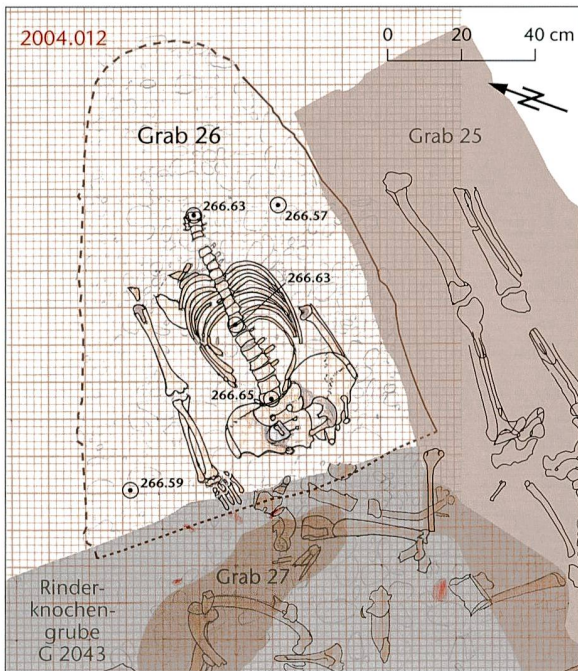 2004.012
0 20 40 cm
N
Grab 26
Grab 25
266.63
266.57
266.63
266.65
266.59
Grab 27
Rinder-
knochen-
grube
G 2043